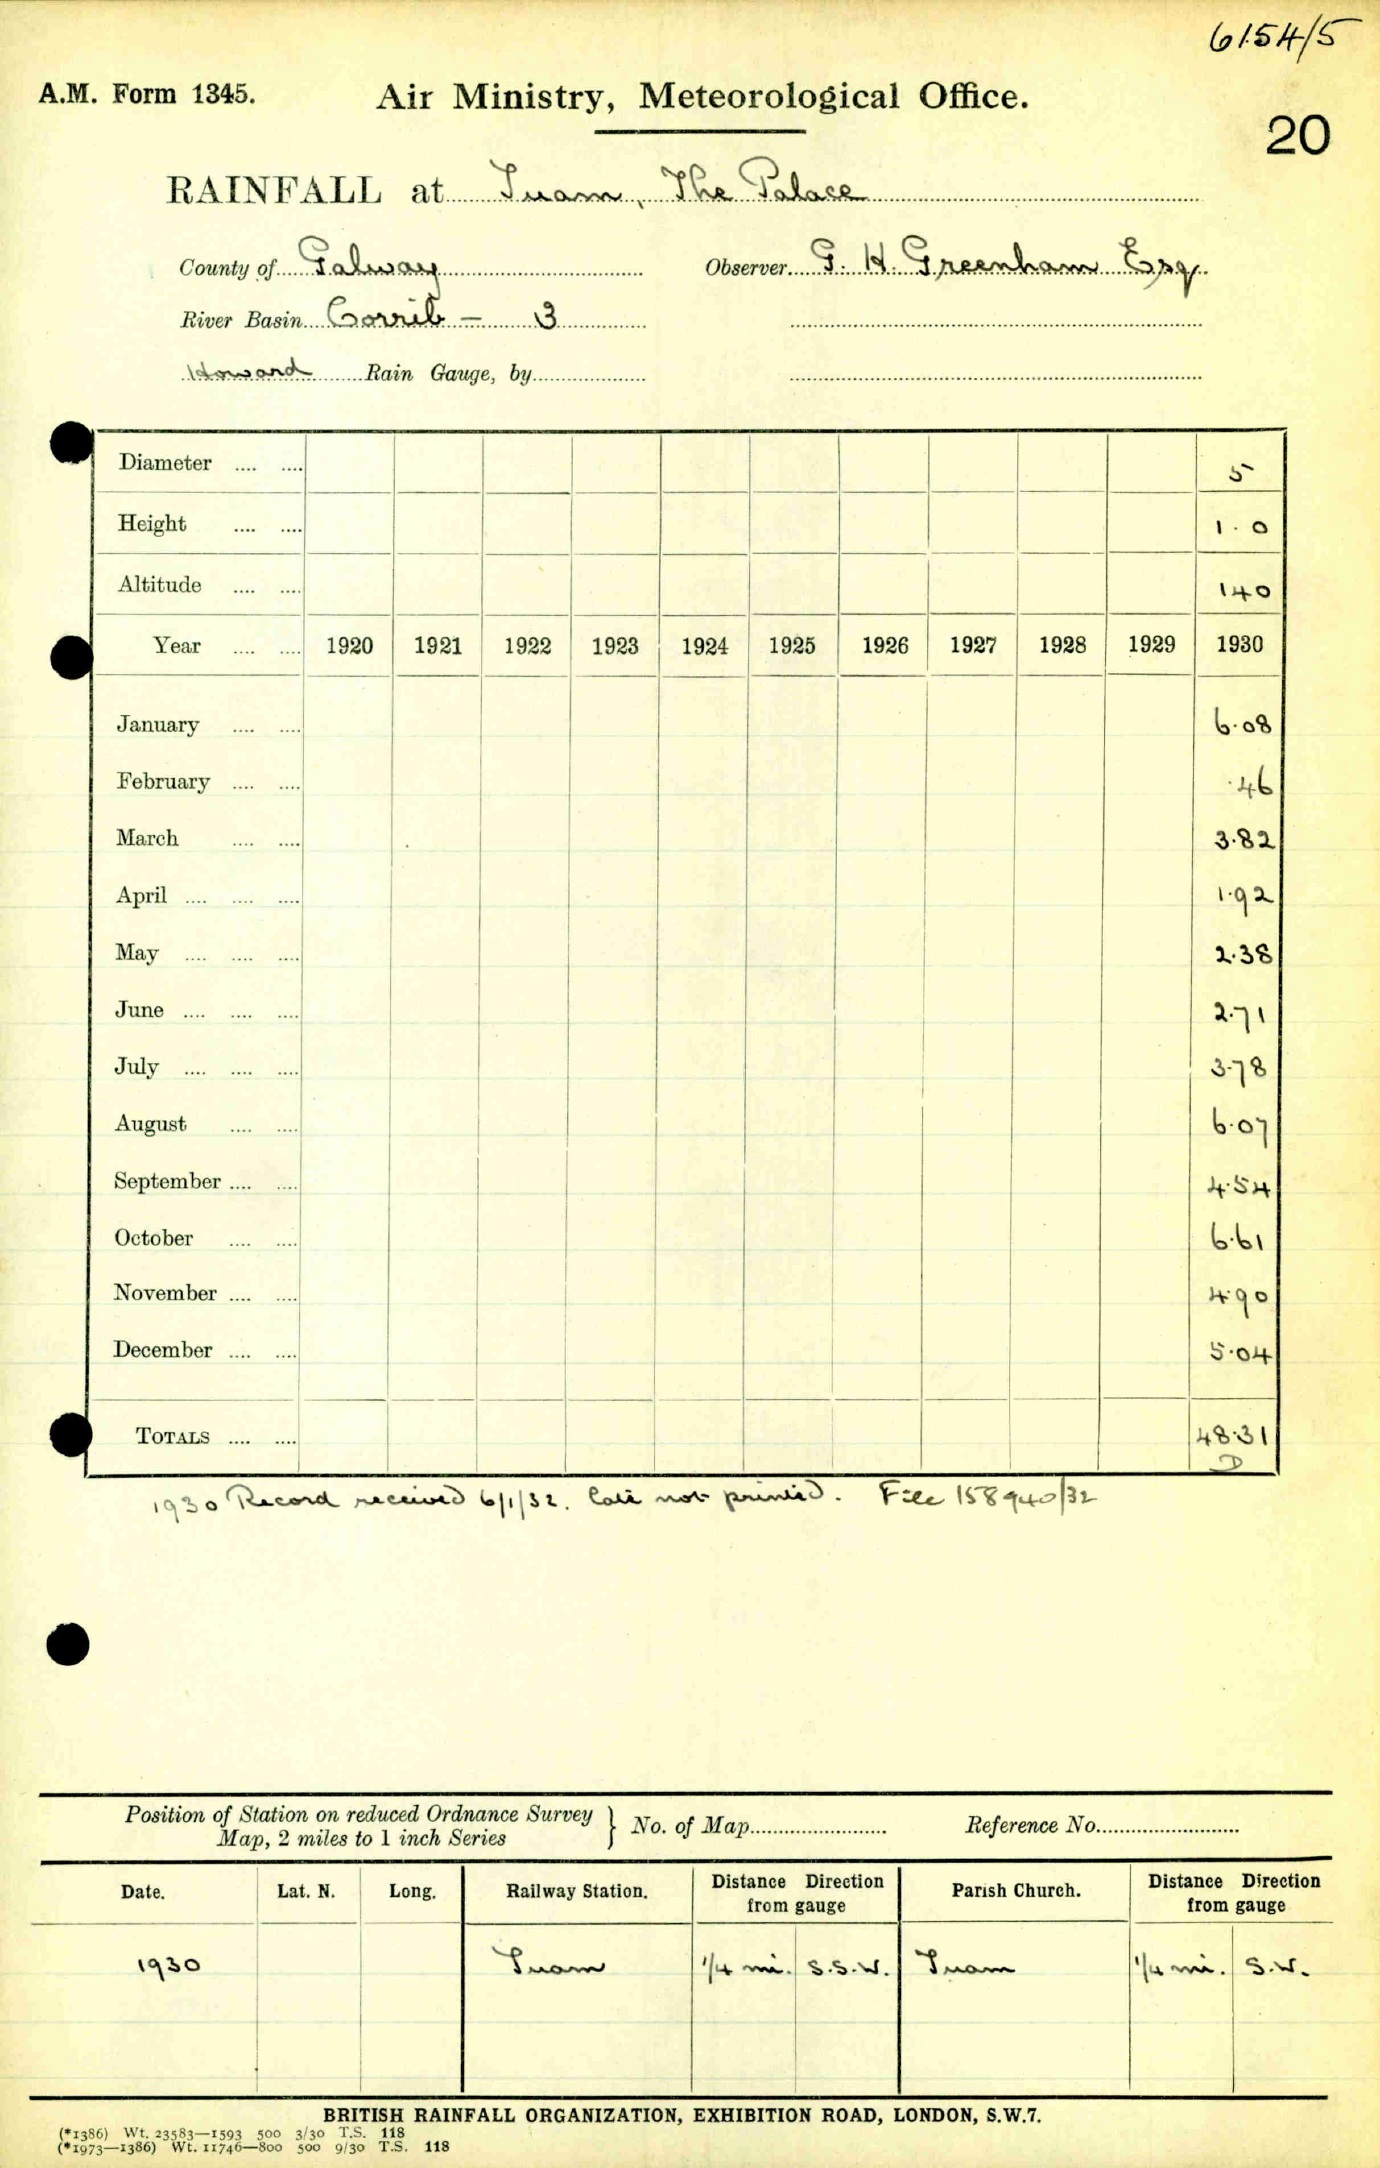 6154/5
A.M. Form 1345.
Air Ministry, Meteorological Office.
20
RAINFALL at Tuam, The Palace
County of Galway Observer G. H. Greenham Esq.
River Basin Corrib - 3
Howard Rain Gauge, by
Diameter .... .... 5
Height .... .... 1.0
Altitude .... .... 140
Year .... .... 1920 1921 1922 1923 1924 1925 1926 1927 1928 1929 1930
January .... .... 6.08
February .... .... .46
March .... .... 3.82
April .... .... .... 1.92
May .... .... .... 2.38
June .... .... .... 2.71
July .... .... .... 3.78
August .... .... 6.07
September .... .... 4.54
October .... .... 6.61
November .... .... 4.90
December .... .... 5.04
TOTALS .... .... 48.31
D
1930 Record received 6/1/32. Late not printed. File 158940/32
Position of Station on reduced Ordnance Survey Map, 2 miles to 1 inch Series } No. of Map Reference No.
Date. Lat. N. Long. Railway Station. Distance Direction from gauge Parish Church. Distance Direction from gauge
1930 Tuam 1/4 mi. S.S.W. Tuam 1/4 mi. S.W.
BRITISH RAINFALL ORGANIZATION, EXHIBITION ROAD, LONDON, S.W.7.
(*1386) Wt. 23583—1593 500 3/30 T.S. 118
(*1973—1386) Wt. 11746—800 500 9/30 T.S. 118